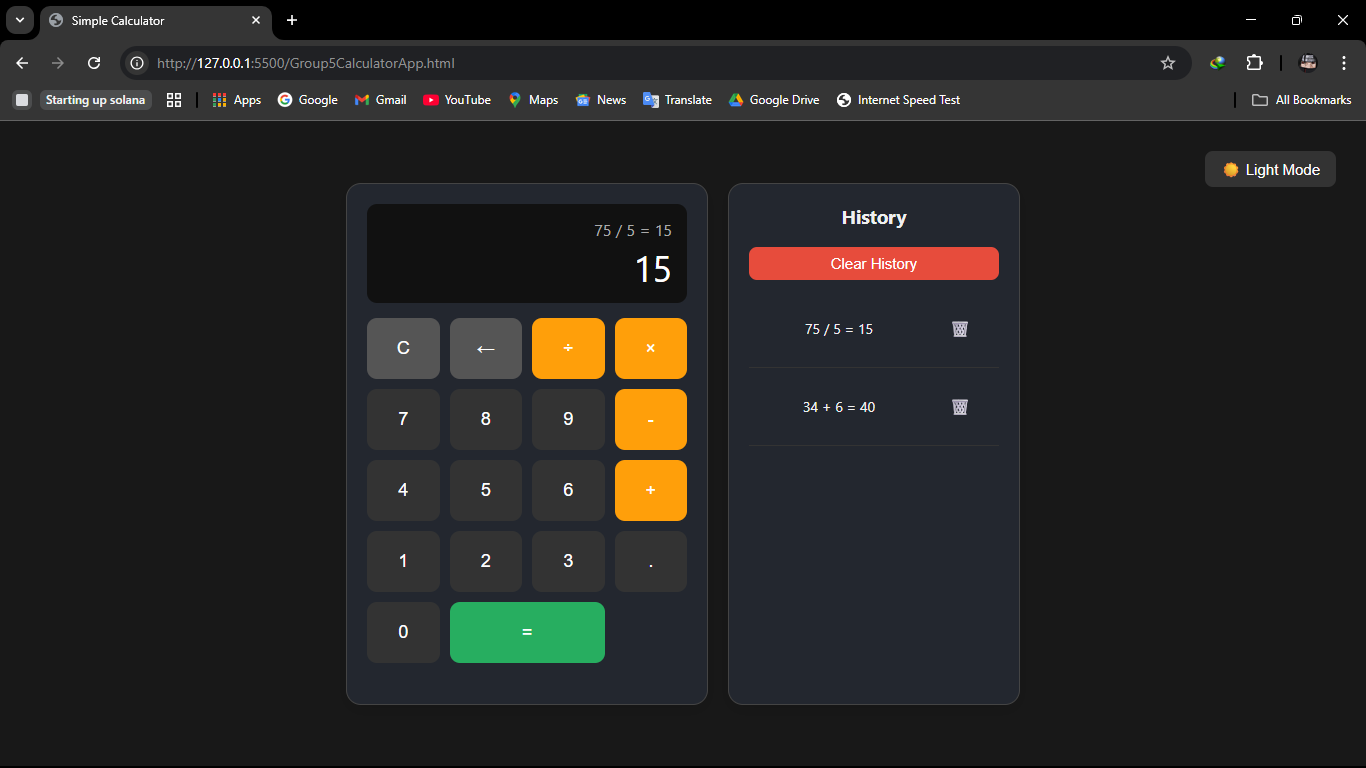 Simple Calculator
http://127.0.0.1:5500/Group5CalculatorApp.html
Starting up solana Apps Google Gmail YouTube Maps News Translate Google Drive Internet Speed Test All Bookmarks
Light Mode
75 / 5 = 15
15
C ← ÷ ×
7 8 9 -
4 5 6 +
1 2 3 .
0 =
History
Clear History
75 / 5 = 15
34 + 6 = 40